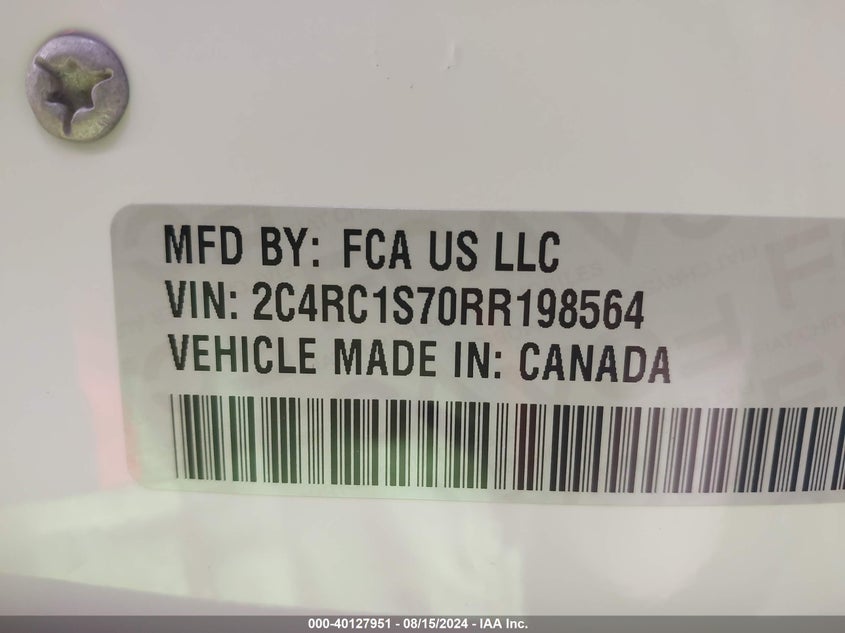 MFD BY: FCA US LLC
VIN: 2C4RC1S70RR198564
VEHICLE MADE IN: CANADA
000-40127951 - 08/15/2024 - IAA Inc.